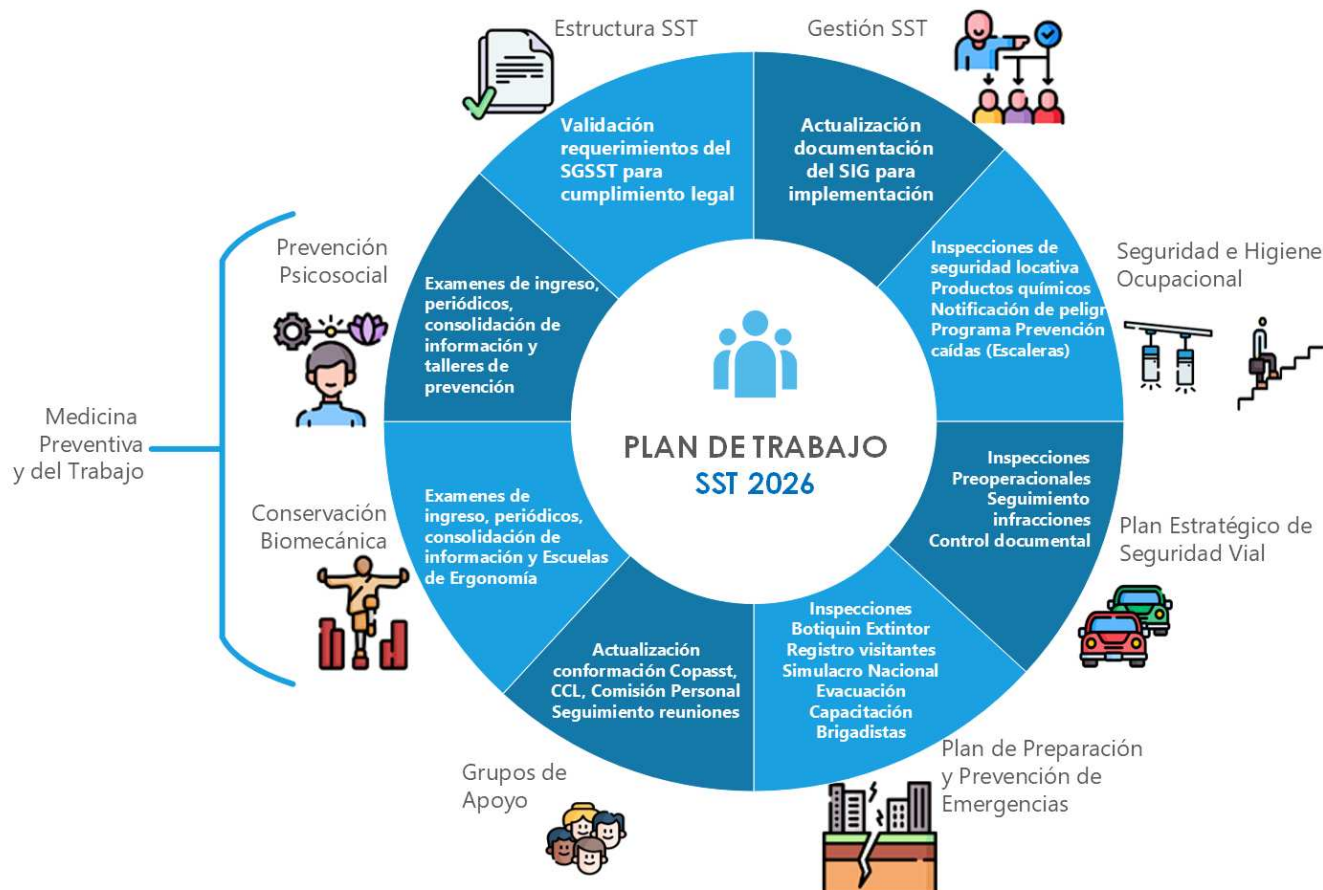 Estructura SST
Gestión SST
Validación
requerimientos del
SGSST para
cumplimiento legal
Actualización
documentación
del SIG para
implementación
Inspecciones de
seguridad locativa
Productos químicos
Notificación de peligr
Programa Prevención
caídas (Escaleras)
Seguridad e Higiene
Ocupacional
Inspecciones
Preoperacionales
Seguimiento
infracciones
Control documental
Plan Estratégico de
Seguridad Vial
Inspecciones
Botiquin Extintor
Registro visitantes
Simulacro Nacional
Evacuación
Capacitación
Brigadistas
Plan de Preparación
y Prevención de
Emergencias
Actualización
conformación Copasst,
CCL, Comisión Personal
Seguimiento reuniones
Grupos de
Apoyo
Examenes de
ingreso, periódicos,
consolidación de
información y Escuelas
de Ergonomía
Conservación
Biomecánica
Examenes de ingreso,
periódicos,
consolidación de
información y
talleres de
prevención
Prevención
Psicosocial
Medicina
Preventiva
y del Trabajo
PLAN DE TRABAJO
SST 2026